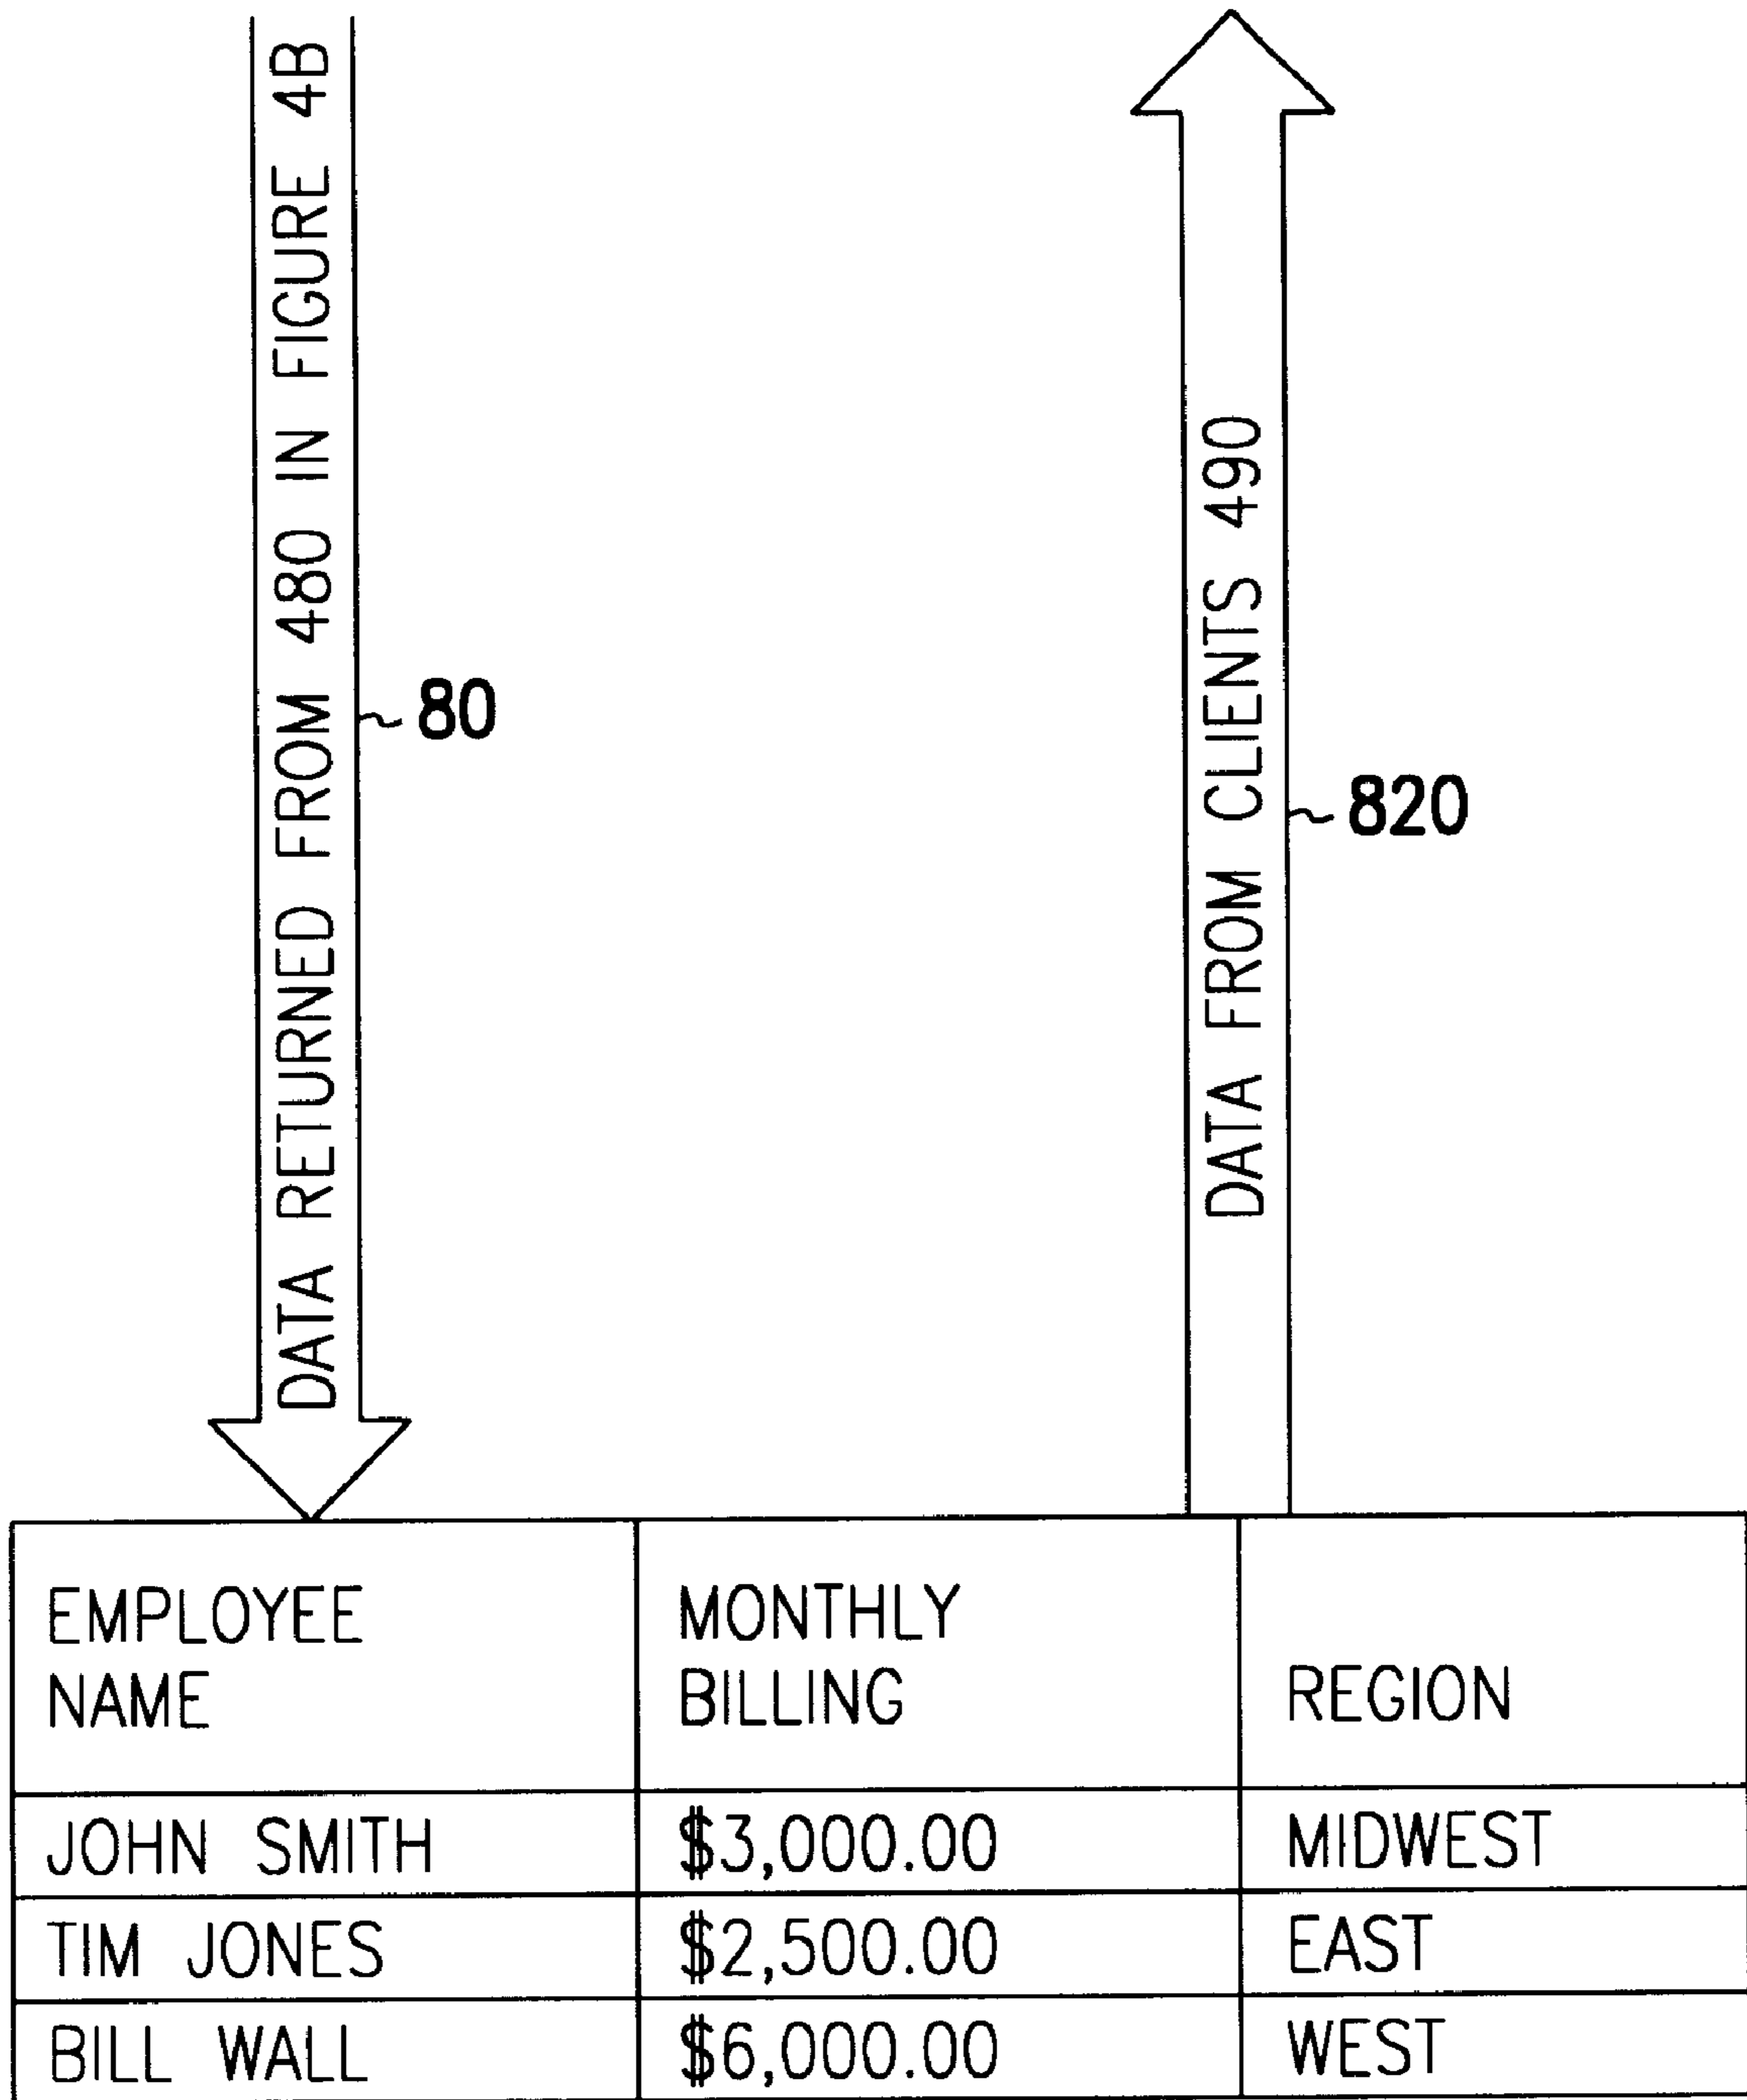 DATA RETURNED FROM 480 IN FIGURE 4B
80
DATA FROM CLIENTS 490
820
EMPLOYEE
NAME
MONTHLY
BILLING
REGION
JOHN SMITH $3,000.00 MIDWEST
TIM JONES $2,500.00 EAST
BILL WALL $6,000.00 WEST